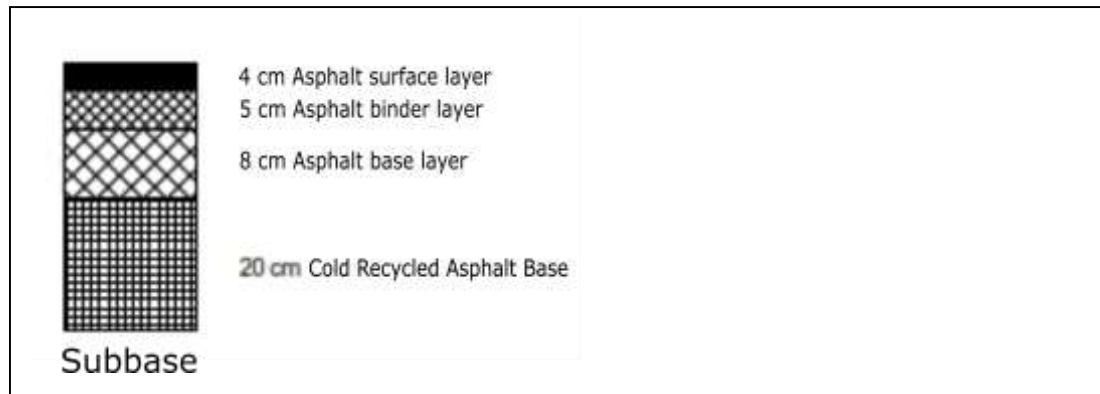 4 cm Asphalt surface layer
5 cm Asphalt binder layer
8 cm Asphalt base layer
20 cm Cold Recycled Asphalt Base
Subbase